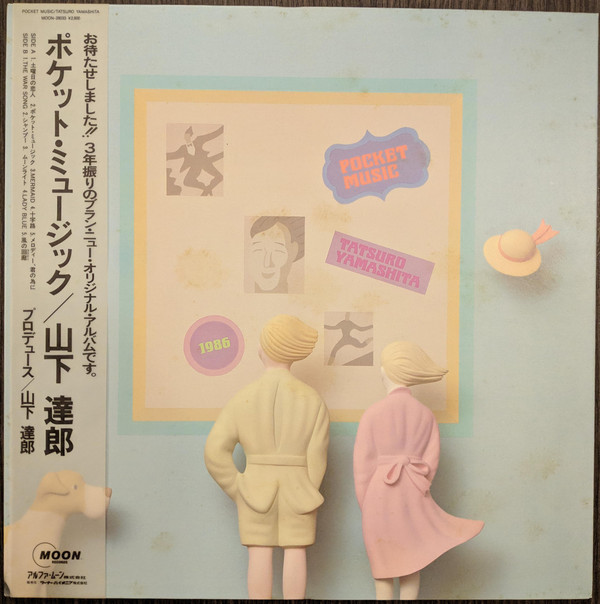 POCKET MUSIC/TATSURO YAMASHITA
MOON-28033 ¥2,800
お待たせしました!! 3年振りのブラン・ニュー・オリジナル・アルバムです。
ポケット・ミュージック/山下 達郎
SIDE A 1.土曜日の恋人 2.ポケット・ミュージック 3.MERMAID 4.十字路 5.メロディー、君の為に
SIDE B 1.THE WAR SONG 2.シャンプー 3.ムーンライト 4.LADY BLUE 5.風の回廊
プロデュース/山下 達郎
MOON
RECORDS
アルファ・ムーン株式会社
POCKET
MUSIC
TATSURO
YAMASHITA
1986